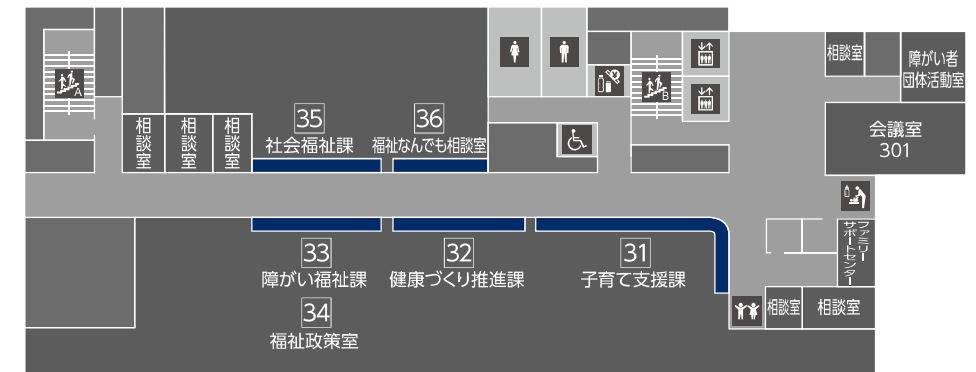 A
相談室
相談室
相談室
35
社会福祉課
36
福祉なんでも相談室
B
相談室
障がい者
団体活動室
会議室
301
33
障がい福祉課
34
福祉政策室
32
健康づくり推進課
31
子育て支援課
ファミリー
サポートセンター
相談室
相談室